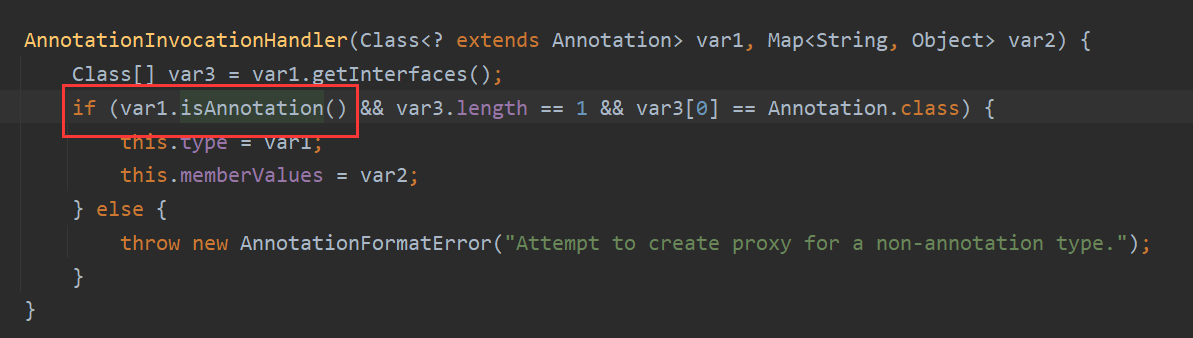 AnnotationInvocationHandler(Class<? extends Annotation> var1, Map<String, Object> var2) {
Class[] var3 = var1.getInterfaces();
if (var1.isAnnotation() && var3.length == 1 && var3[0] == Annotation.class) {
this.type = var1;
this.memberValues = var2;
} else {
throw new AnnotationFormatError("Attempt to create proxy for a non-annotation type.");
}
}